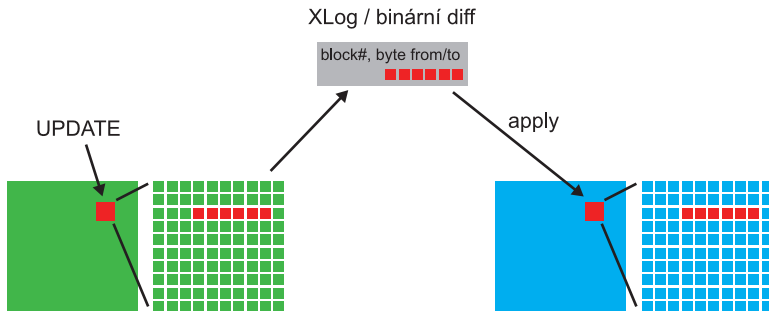 XLog / binární diff
block#, byte from/to
UPDATE
apply